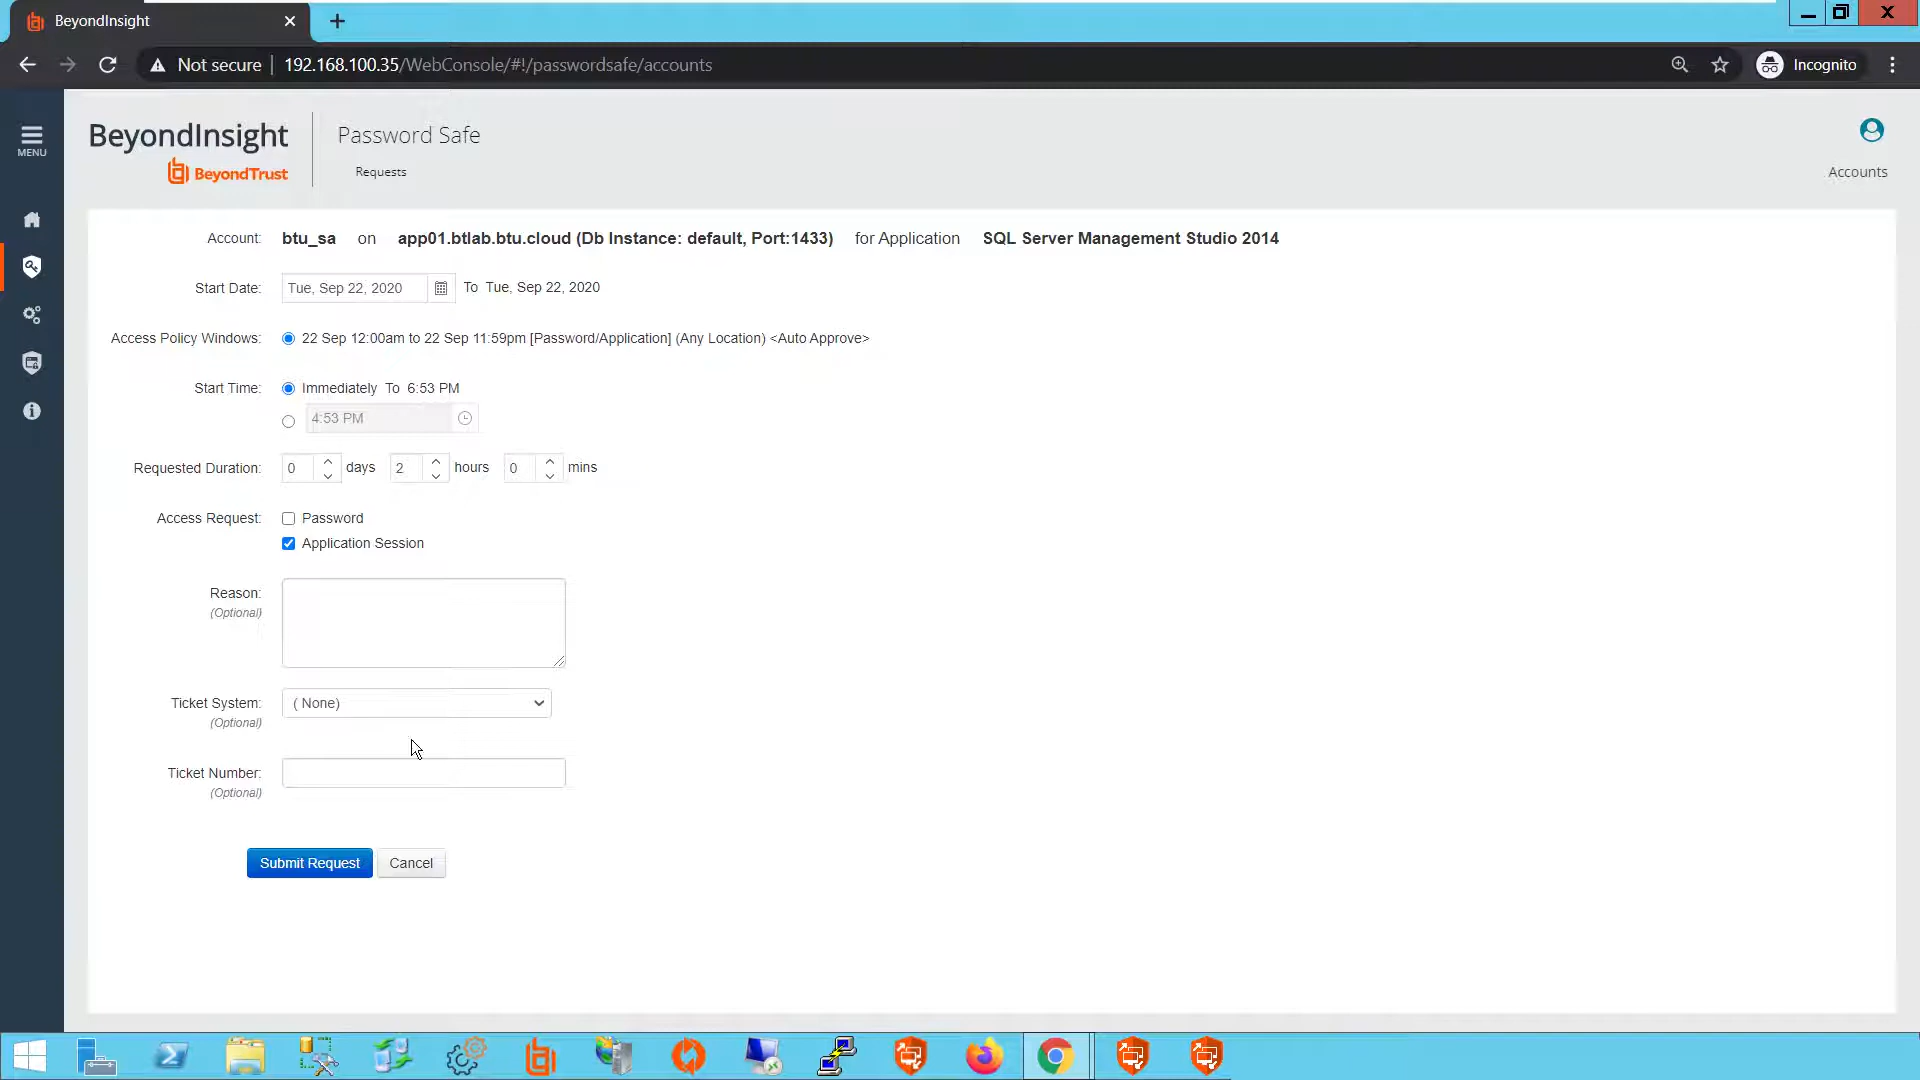 BeyondInsight
Not secure 192.168.100.35/WebConsole/#!/passwordsafe/accounts Incognito
MENU
BeyondInsight
BeyondTrust
Password Safe
Requests
Accounts
Account: btu_sa on app01.btlab.btu.cloud (Db Instance: default, Port:1433) for Application SQL Server Management Studio 2014
Start Date: Tue, Sep 22, 2020 To Tue, Sep 22, 2020
Access Policy Windows: 22 Sep 12:00am to 22 Sep 11:59pm [Password/Application] (Any Location) <Auto Approve>
Start Time: Immediately To 6:53 PM
4:53 PM
Requested Duration: 0 days 2 hours 0 mins
Access Request: Password
Application Session
Reason:
(Optional)
Ticket System: ( None)
(Optional)
Ticket Number:
(Optional)
Submit Request Cancel